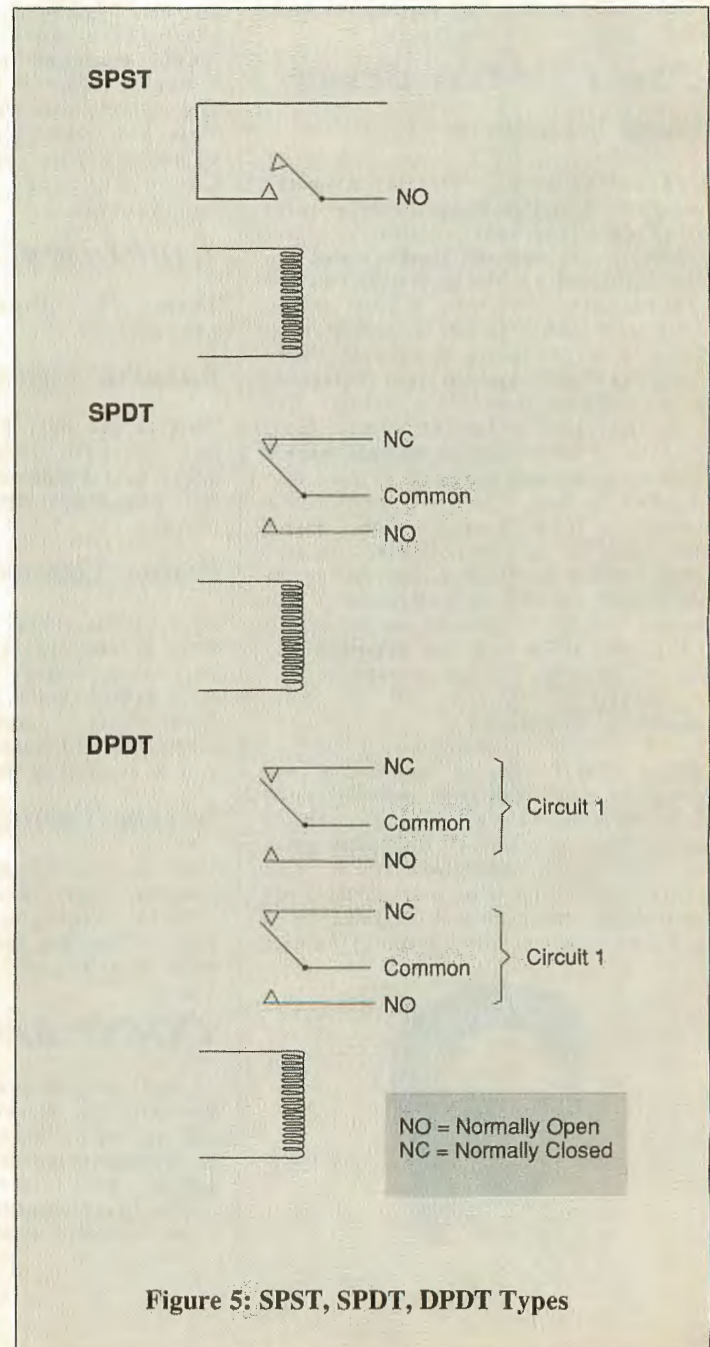 SPST
NO
SPDT
NC
Common
NO
DPDT
NC
Common
NO
Circuit 1
NC
Common
NO
Circuit 1
NO = Normally Open
NC = Normally Closed
Figure 5: SPST, SPDT, DPDT Types